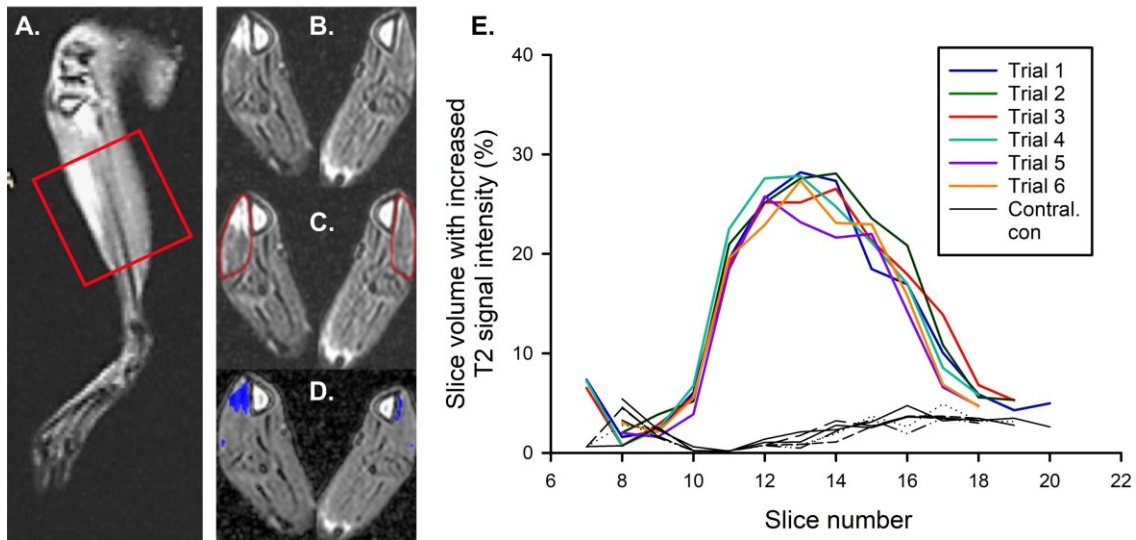 A.
B.
C.
D.
E.
Slice volume with increased
T2 signal intensity (%)
40
30
20
10
0
6
8
10
12
14
16
18
20
22
Slice number
Trial 1
Trial 2
Trial 3
Trial 4
Trial 5
Trial 6
Contral.
con